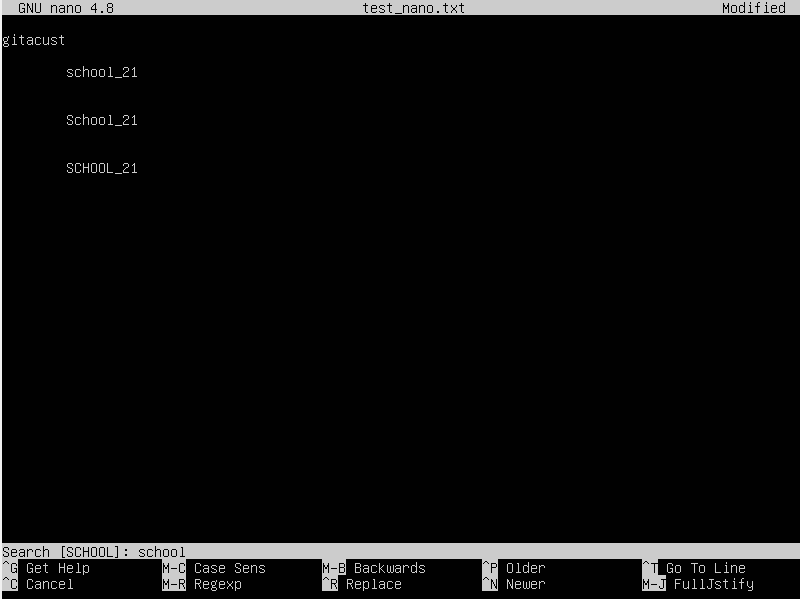 GNU nano 4.8 test_nano.txt Modified
gitacust
school_21
School_21
SCHOOL_21
Search [SCHOOL]: school
^G Get Help M-C Case Sens M-B Backwards ^P Older ^T Go To Line
^C Cancel M-R Regexp ^R Replace ^N Newer M-J FullJstify